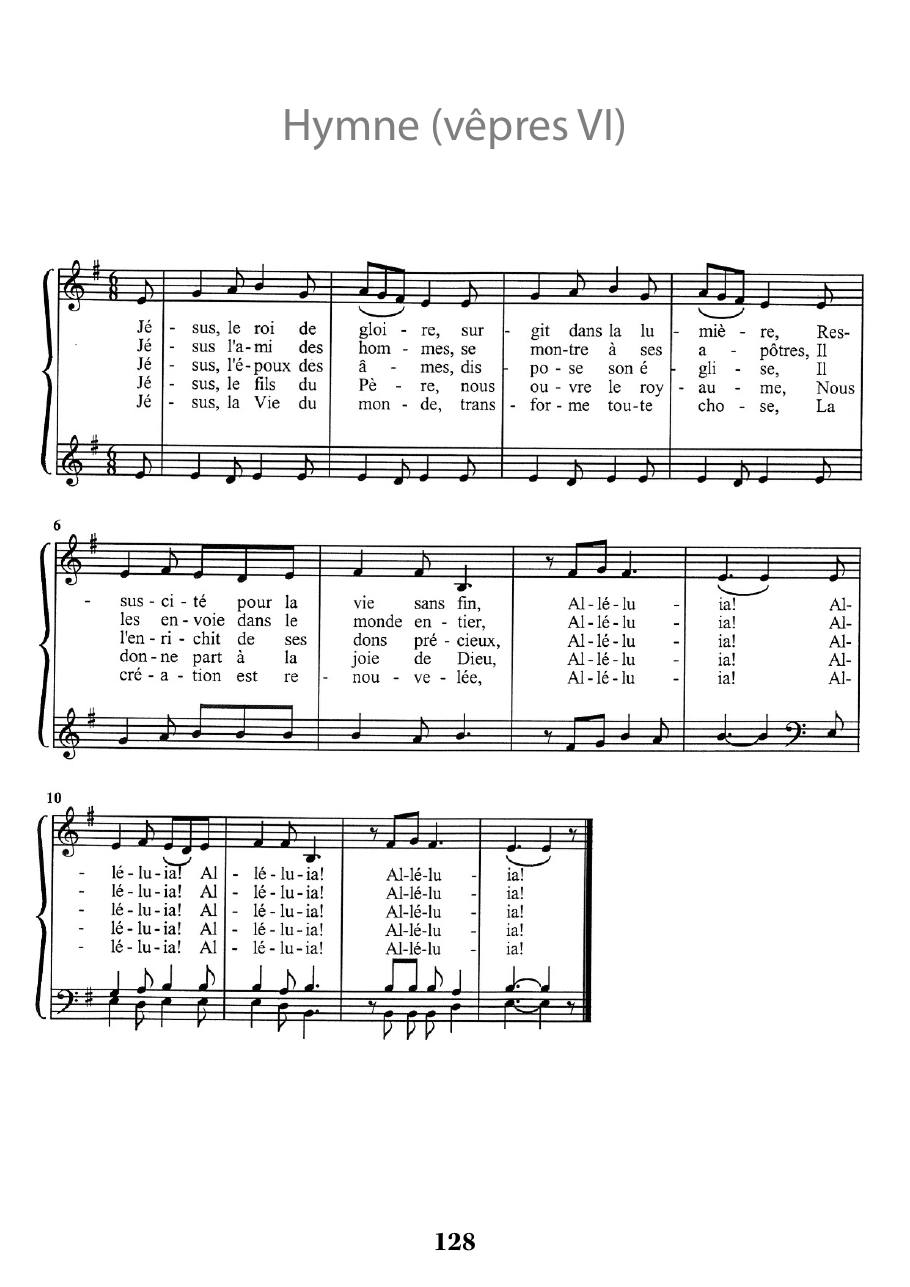 Hymne (vêpres VI)
Jé - sus, le roi de gloi - re, sur - git dans la lu - miè - re, Res-
Jé - sus l'a-mi des hom - mes, se mon-tre à ses a - pôtres, Il
Jé - sus, l'é-poux des â - mes, dis - po - se son é - gli - se, Il
Jé - sus, le fils du Pè - re, nous ou - vre le roy - au - me, Nous
Jé - sus, la Vie du mon - de, trans - for - me tou-te cho - se, La
6
- sus - ci - té pour la vie sans fin, Al - lé - lu - ia! Al-
les en - voie dans le monde en - tier, Al - lé - lu - ia! Al-
l'en - ri - chit de ses dons pré - cieux, Al - lé - lu - ia! Al-
don - ne part à la joie de Dieu, Al - lé - lu - ia! Al-
cré - a - tion est re - nou - ve - lée, Al - lé - lu - ia! Al-
10
- lé - lu - ia! Al - lé - lu - ia! Al-lé-lu - ia!
- lé - lu - ia! Al - lé - lu - ia! Al-lé-lu - ia!
- lé - lu - ia! Al - lé - lu - ia! Al-lé-lu - ia!
- lé - lu - ia! Al - lé - lu - ia! Al-lé-lu - ia!
- lé - lu - ia! Al - lé - lu - ia! Al-lé-lu - ia!
128